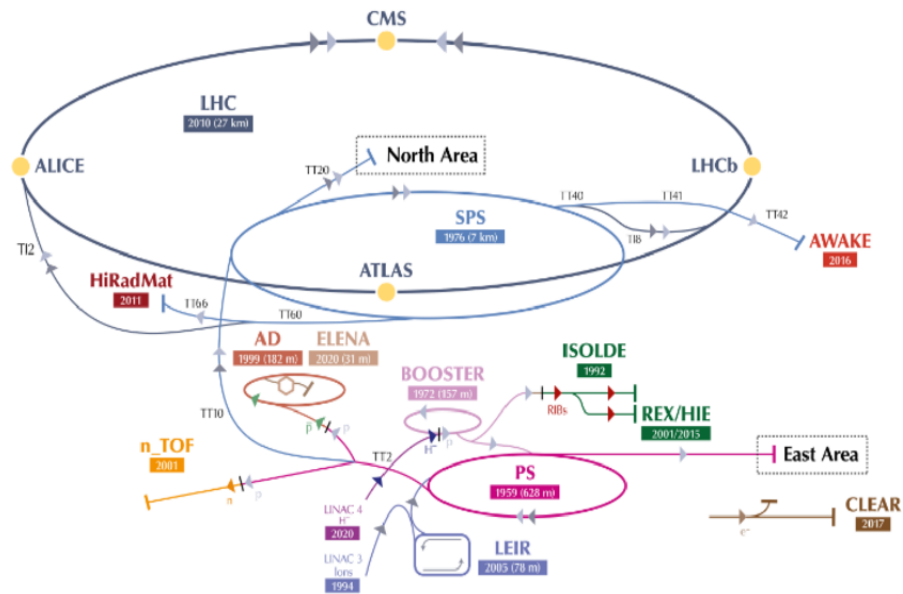 CMS
LHC
2010 (27 km)
North Area
TT20
ALICE
LHCb
TT40
TT41
SPS
1976 (7 km)
TT42
TI8
AWAKE
2016
TI2
ATLAS
HiRadMat
2011
TT66
TT60
AD
1999 (182 m)
ELENA
2020 (31 m)
ISOLDE
1992
BOOSTER
1972 (157 m)
RIBs
REX/HIE
2001/2015
TT10
p̄
p
H⁻
p
n_TOF
2001
TT2
East Area
PS
1959 (628 m)
n
p
LINAC 4
H⁻
2020
CLEAR
2017
e⁻
LINAC 3
Ions
1994
LEIR
2005 (78 m)